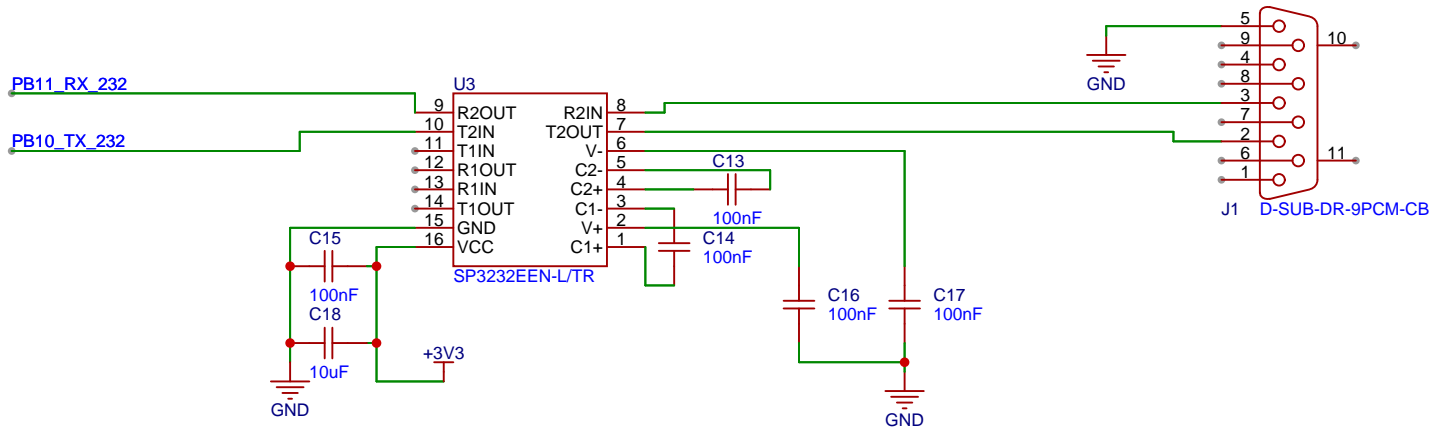 PB11_RX_232
PB10_TX_232
U3
9 R2OUT R2IN 8
10 T2IN T2OUT 7
11 T1IN V- 6
12 R1OUT C2- 5
13 R1IN C2+ 4
14 T1OUT C1- 3
15 GND V+ 2
16 VCC C1+ 1
SP3232EEN-L/TR
C13
100nF
C14
100nF
C15
100nF
C18
10uF
+3V3
GND
C16
100nF
C17
100nF
GND
GND
5
9
4
8
3
7
2
6
1
10
11
J1 D-SUB-DR-9PCM-CB